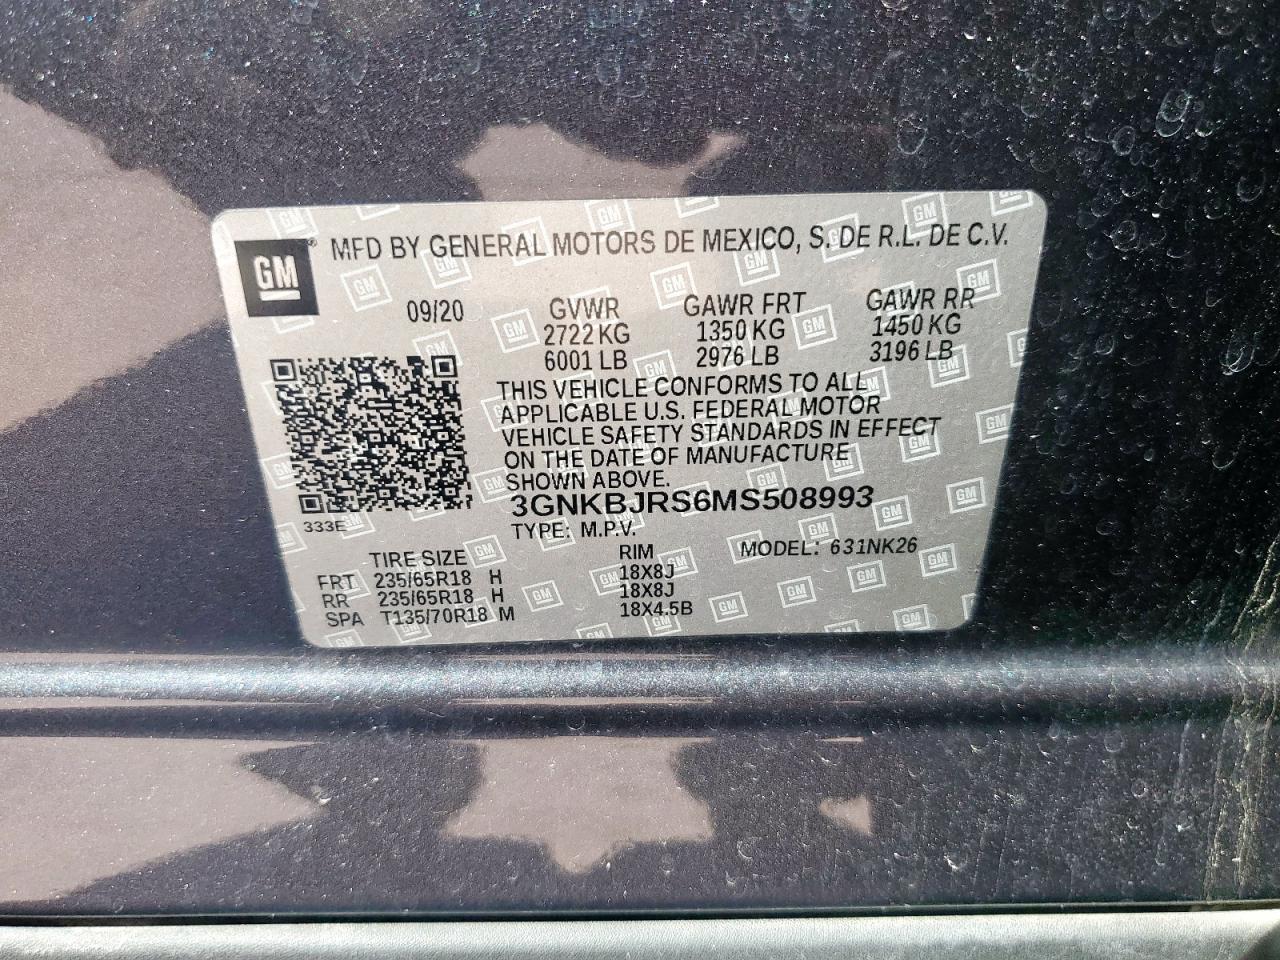 GM® MFD BY GENERAL MOTORS DE MEXICO, S. DE R.L. DE C.V.
09/20 GVWR GAWR FRT GAWR RR
2722 KG 1350 KG 1450 KG
6001 LB 2976 LB 3196 LB
THIS VEHICLE CONFORMS TO ALL
APPLICABLE U.S. FEDERAL MOTOR
VEHICLE SAFETY STANDARDS IN EFFECT
ON THE DATE OF MANUFACTURE
SHOWN ABOVE.
3GNKBJRS6MS508993
333E
TYPE: M.P.V. MODEL: 631NK26
TIRE SIZE RIM
FRT 235/65R18 H 18X8J
RR 235/65R18 H 18X8J
SPA T135/70R18 M 18X4.5B